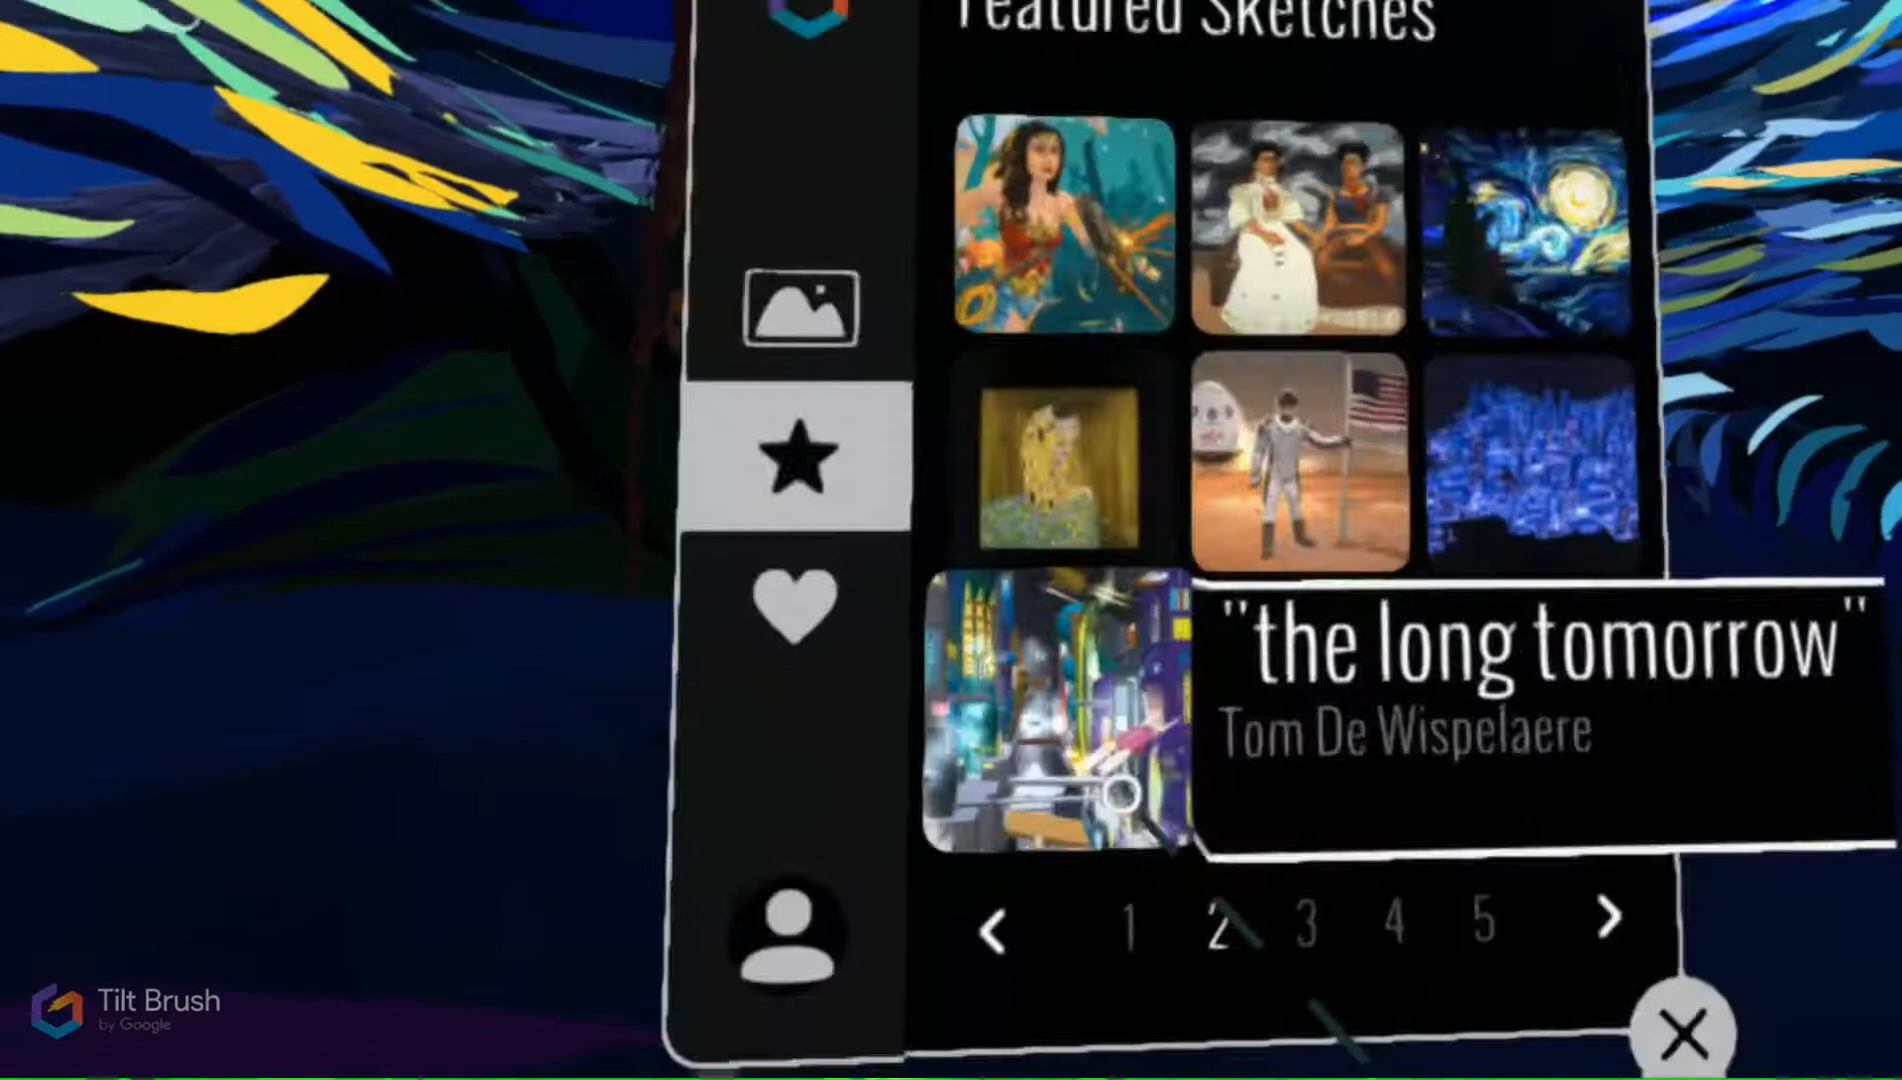 Featured Sketches
"the long tomorrow"
Tom De Wispelaere
1 2 3 4 5
Tilt Brush
by Google